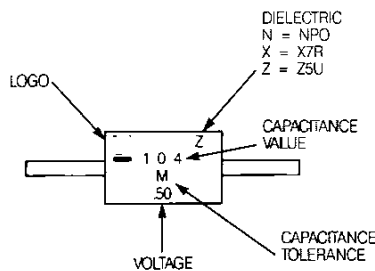 DIELECTRIC
N = NPO
X = X7R
Z = Z5U
LOGO
CAPACITANCE
VALUE
Z
1 0 4
M
.50
VOLTAGE
CAPACITANCE
TOLERANCE